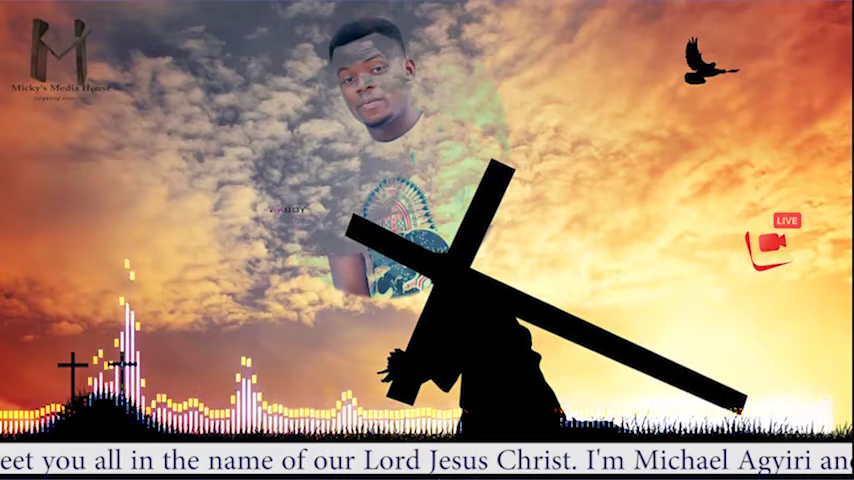 Micky's Media House
LIVE
eet you all in the name of our Lord Jesus Christ. I'm Michael Agyiri and